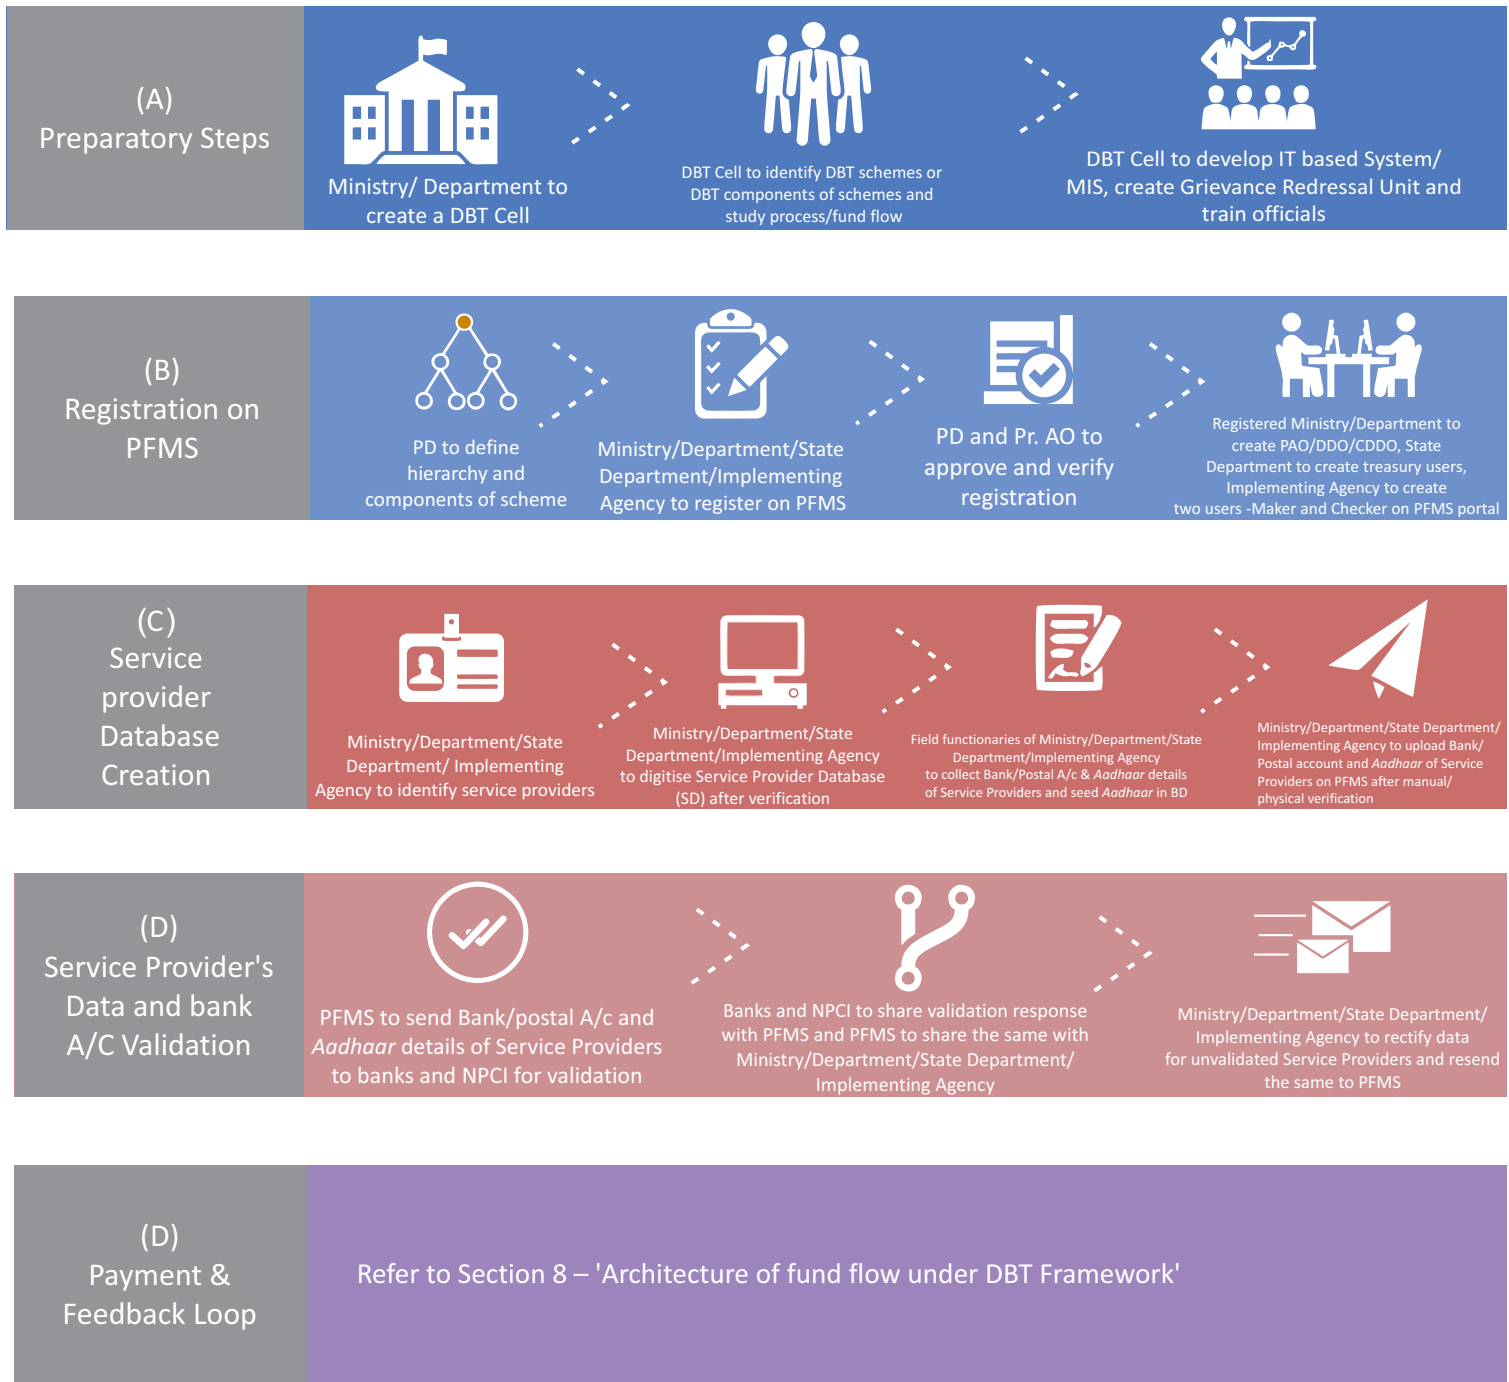 (A)
Preparatory Steps
Ministry/ Department to
create a DBT Cell
DBT Cell to identify DBT schemes or
DBT components of schemes and
study process/fund flow
DBT Cell to develop IT based System/
MIS, create Grievance Redressal Unit and
train officials
(B)
Registration on
PFMS
PD to define
hierarchy and
components of scheme
Ministry/Department/State
Department/Implementing
Agency to register on PFMS
PD and Pr. AO to
approve and verify
registration
Registered Ministry/Department to
create PAO/DDO/CDDO, State
Department to create treasury users,
Implementing Agency to create
two users -Maker and Checker on PFMS portal
(C)
Service
provider
Database
Creation
Ministry/Department/State
Department/ Implementing
Agency to identify service providers
Ministry/Department/State
Department/Implementing Agency
to digitise Service Provider Database
(SD) after verification
Field functionaries of Ministry/Department/State
Department/Implementing Agency
to collect Bank/Postal A/c & Aadhaar details
of Service Providers and seed Aadhaar in BD
Ministry/Department/State Department/
Implementing Agency to upload Bank/
Postal account and Aadhaar of Service
Providers on PFMS after manual/
physical verification
(D)
Service Provider's
Data and bank
A/C Validation
PFMS to send Bank/postal A/c and
Aadhaar details of Service Providers
to banks and NPCI for validation
Banks and NPCI to share validation response
with PFMS and PFMS to share the same with
Ministry/Department/State Department/
Implementing Agency
Ministry/Department/State Department/
Implementing Agency to rectify data
for unvalidated Service Providers and resend
the same to PFMS
(D)
Payment &
Feedback Loop
Refer to Section 8 – 'Architecture of fund flow under DBT Framework'